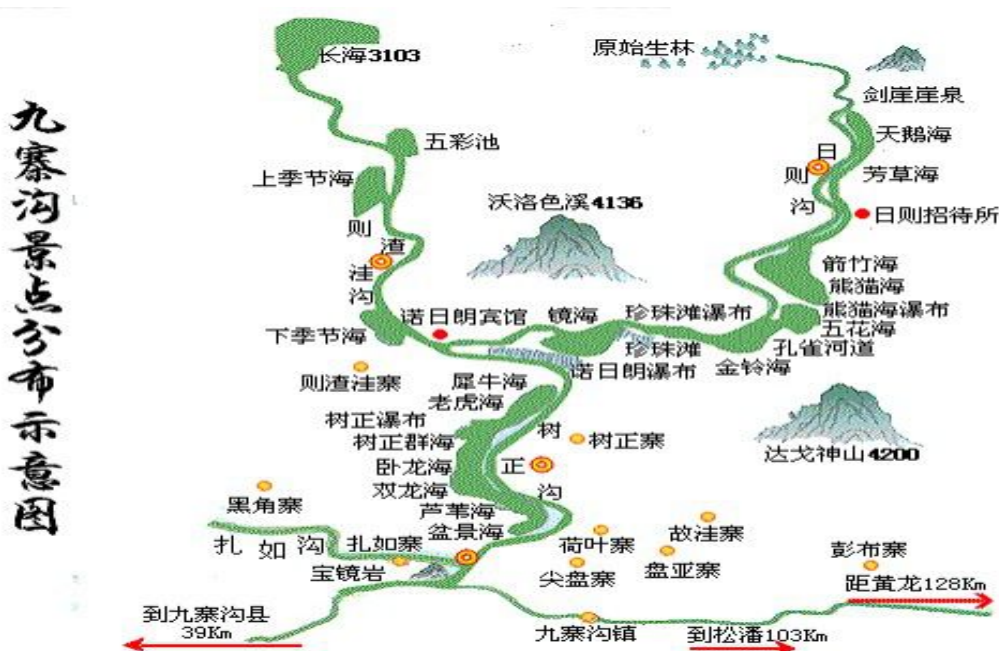 九寨沟景点分布示意图
长海3103
原始生林
剑崖崖泉
五彩池
天鹅海
上季节海
日则沟
芳草海
沃洛色溪4136
日则招待所
则渣洼沟
箭竹海
熊猫海
诺日朗宾馆
镜海
珍珠滩瀑布
熊猫海瀑布
下季节海
五花海
珍珠滩
孔雀河道
诺日朗瀑布
金铃海
则渣洼寨
犀牛海
老虎海
树正瀑布
树正沟
树正寨
树正群海
达戈神山4200
卧龙海
双龙海
黑角寨
芦苇海
盆景海
扎如沟
扎如寨
荷叶寨
故洼寨
宝镜岩
尖盘寨
盘亚寨
彭布寨
距黄龙128Km
到九寨沟县
39Km
九寨沟镇
到松潘103Km